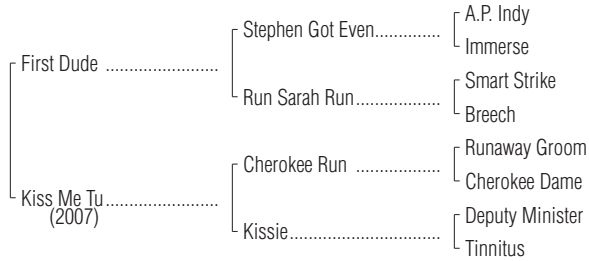 A.P. Indy
Stephen Got Even
Immerse
First Dude
Smart Strike
Run Sarah Run
Breech
Runaway Groom
Cherokee Run
Cherokee Dame
Kiss Me Tu
(2007)
Deputy Minister
Kissie
Tinnitus